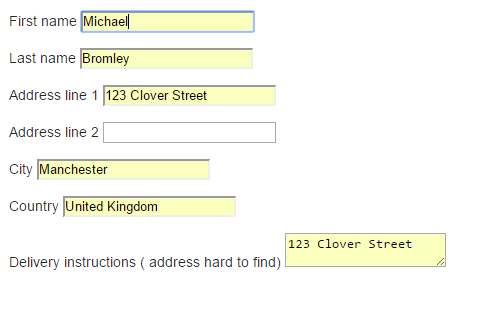 First name Michael
Last name Bromley
Address line 1 123 Clover Street
Address line 2
City Manchester
Country United Kingdom
Delivery instructions ( address hard to find) 123 Clover Street